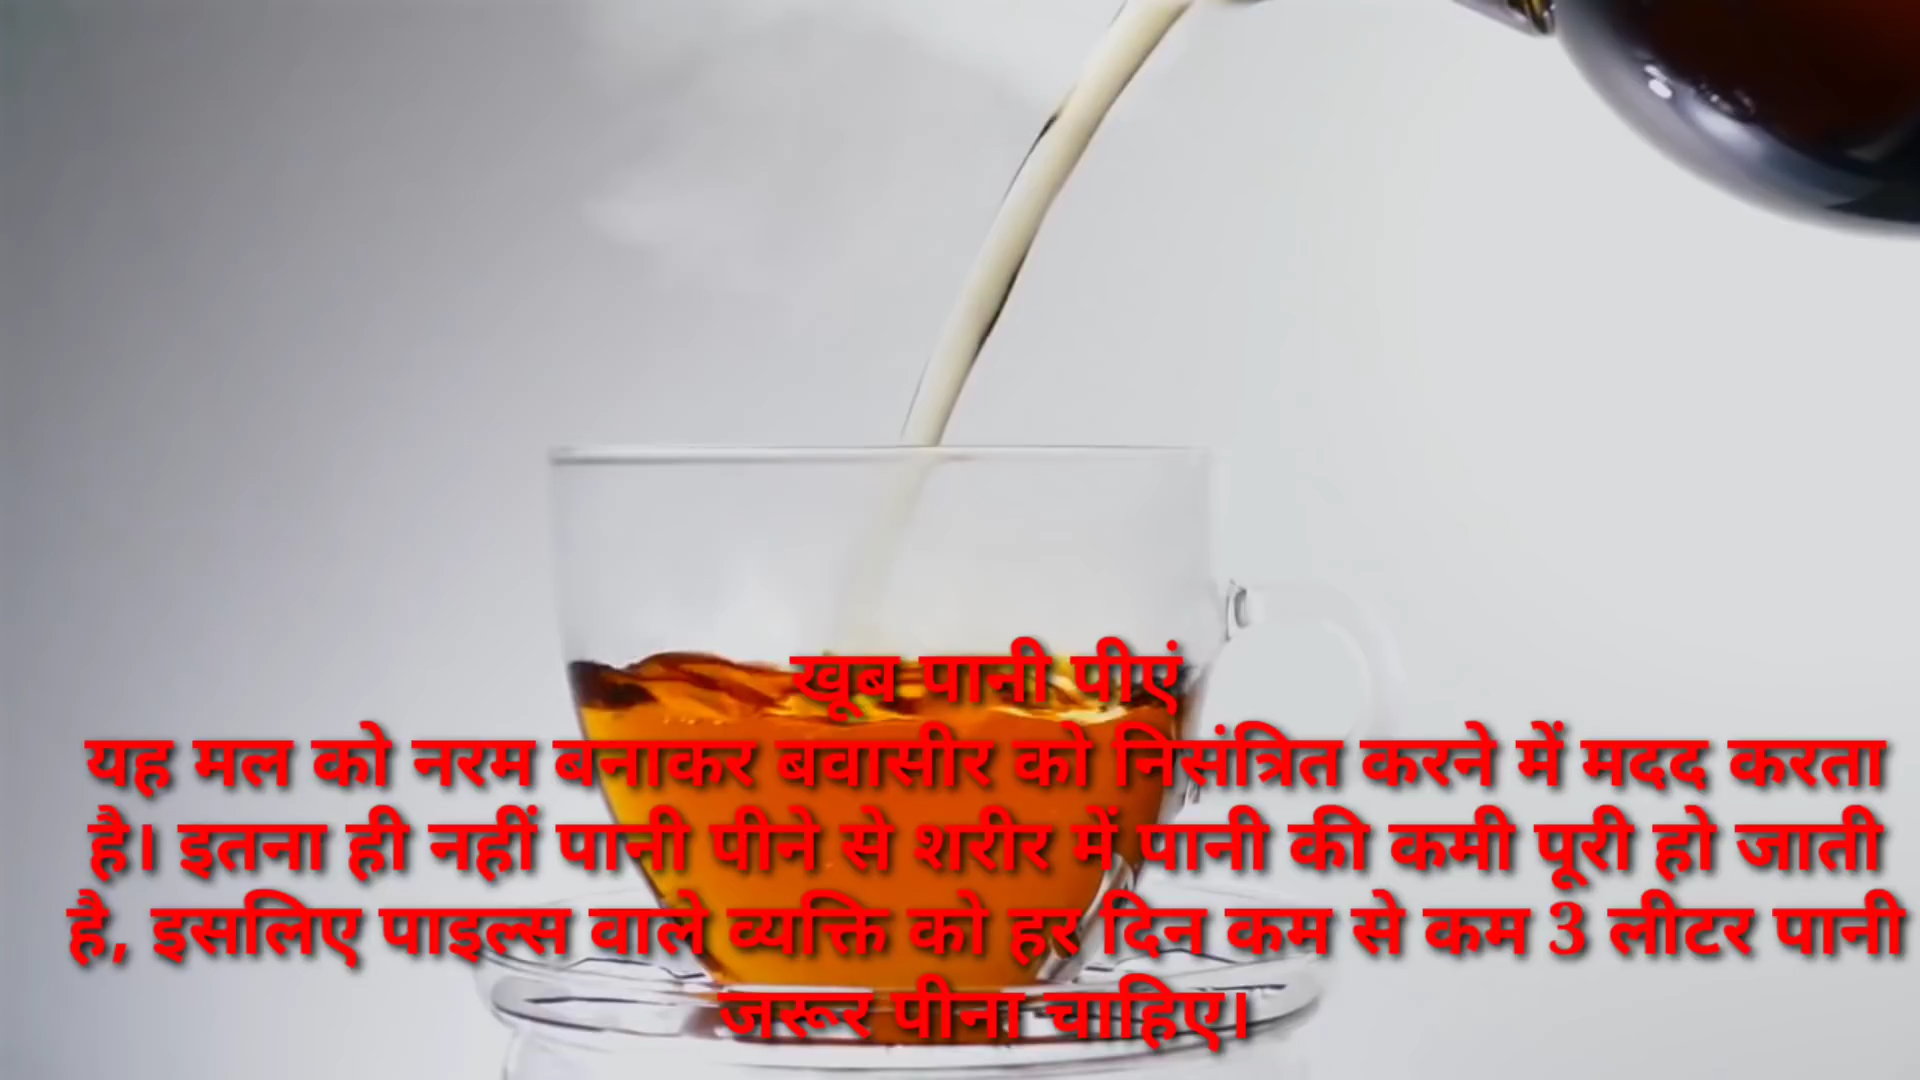 खूब पानी पीएं
यह मल को नरम बनाकर बवासीर को निसंत्रित करने में मदद करता
है। इतना ही नहीं पानी पीने से शरीर में पानी की कमी पूरी हो जाती
है, इसलिए पाइल्स वाले व्यक्ति को हर दिन कम से कम 3 लीटर पानी
जरूर पीना चाहिए।